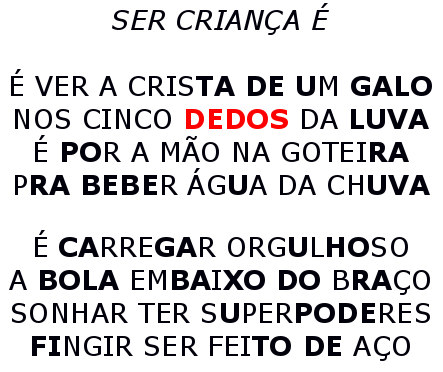 SER CRIANÇA É
É VER A CRISTA DE UM GALO
NOS CINCO DEDOS DA LUVA
É POR A MÃO NA GOTEIRA
PRA BEBER ÁGUA DA CHUVA
É CARREGAR ORGULHOSO
A BOLA EMBAIXO DO BRAÇO
SONHAR TER SUPERPODERES
FINGIR SER FEITO DE AÇO